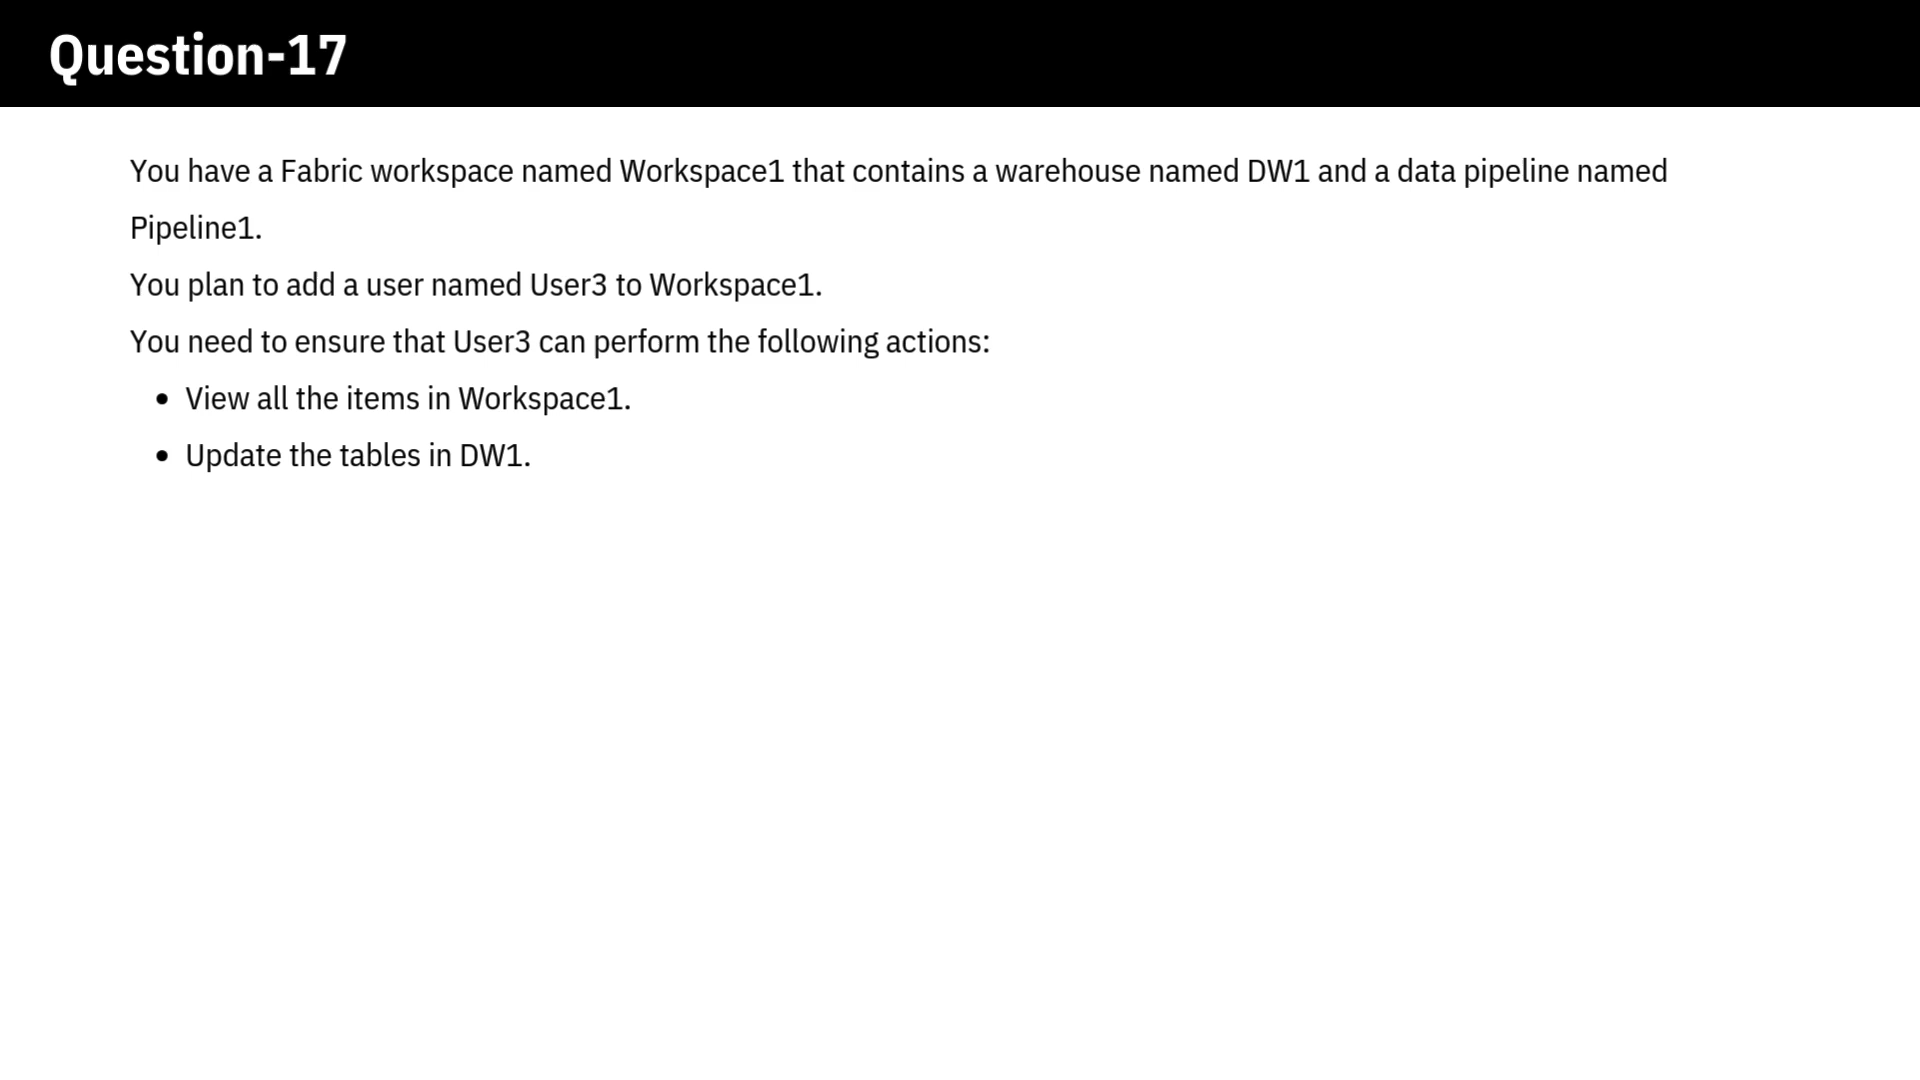 Question-17
You have a Fabric workspace named Workspace1 that contains a warehouse named DW1 and a data pipeline named
Pipeline1.
You plan to add a user named User3 to Workspace1.
You need to ensure that User3 can perform the following actions:
• View all the items in Workspace1.
• Update the tables in DW1.